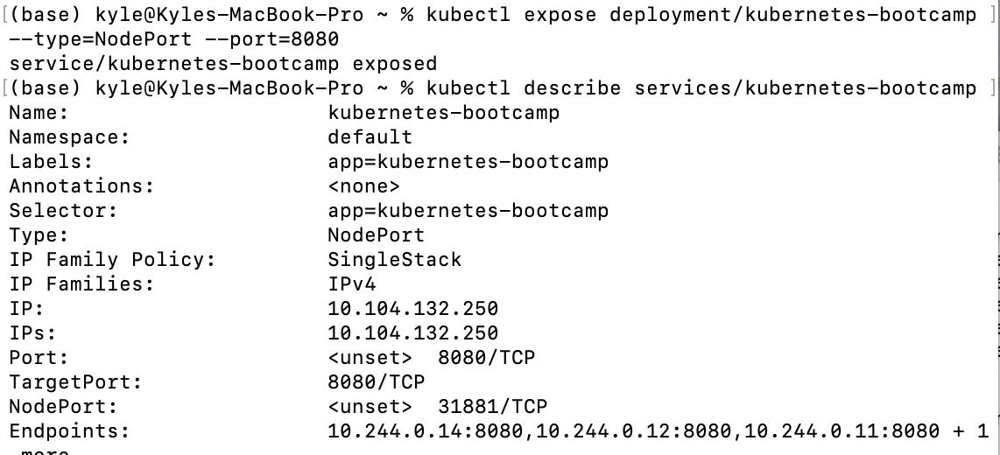 [(base) kyle@Kyles-MacBook-Pro ~ % kubectl expose deployment/kubernetes-bootcamp ]
--type=NodePort --port=8080
service/kubernetes-bootcamp exposed
[(base) kyle@Kyles-MacBook-Pro ~ % kubectl describe services/kubernetes-bootcamp ]
Name: kubernetes-bootcamp
Namespace: default
Labels: app=kubernetes-bootcamp
Annotations: <none>
Selector: app=kubernetes-bootcamp
Type: NodePort
IP Family Policy: SingleStack
IP Families: IPv4
IP: 10.104.132.250
IPs: 10.104.132.250
Port: <unset> 8080/TCP
TargetPort: 8080/TCP
NodePort: <unset> 31881/TCP
Endpoints: 10.244.0.14:8080,10.244.0.12:8080,10.244.0.11:8080 + 1
more